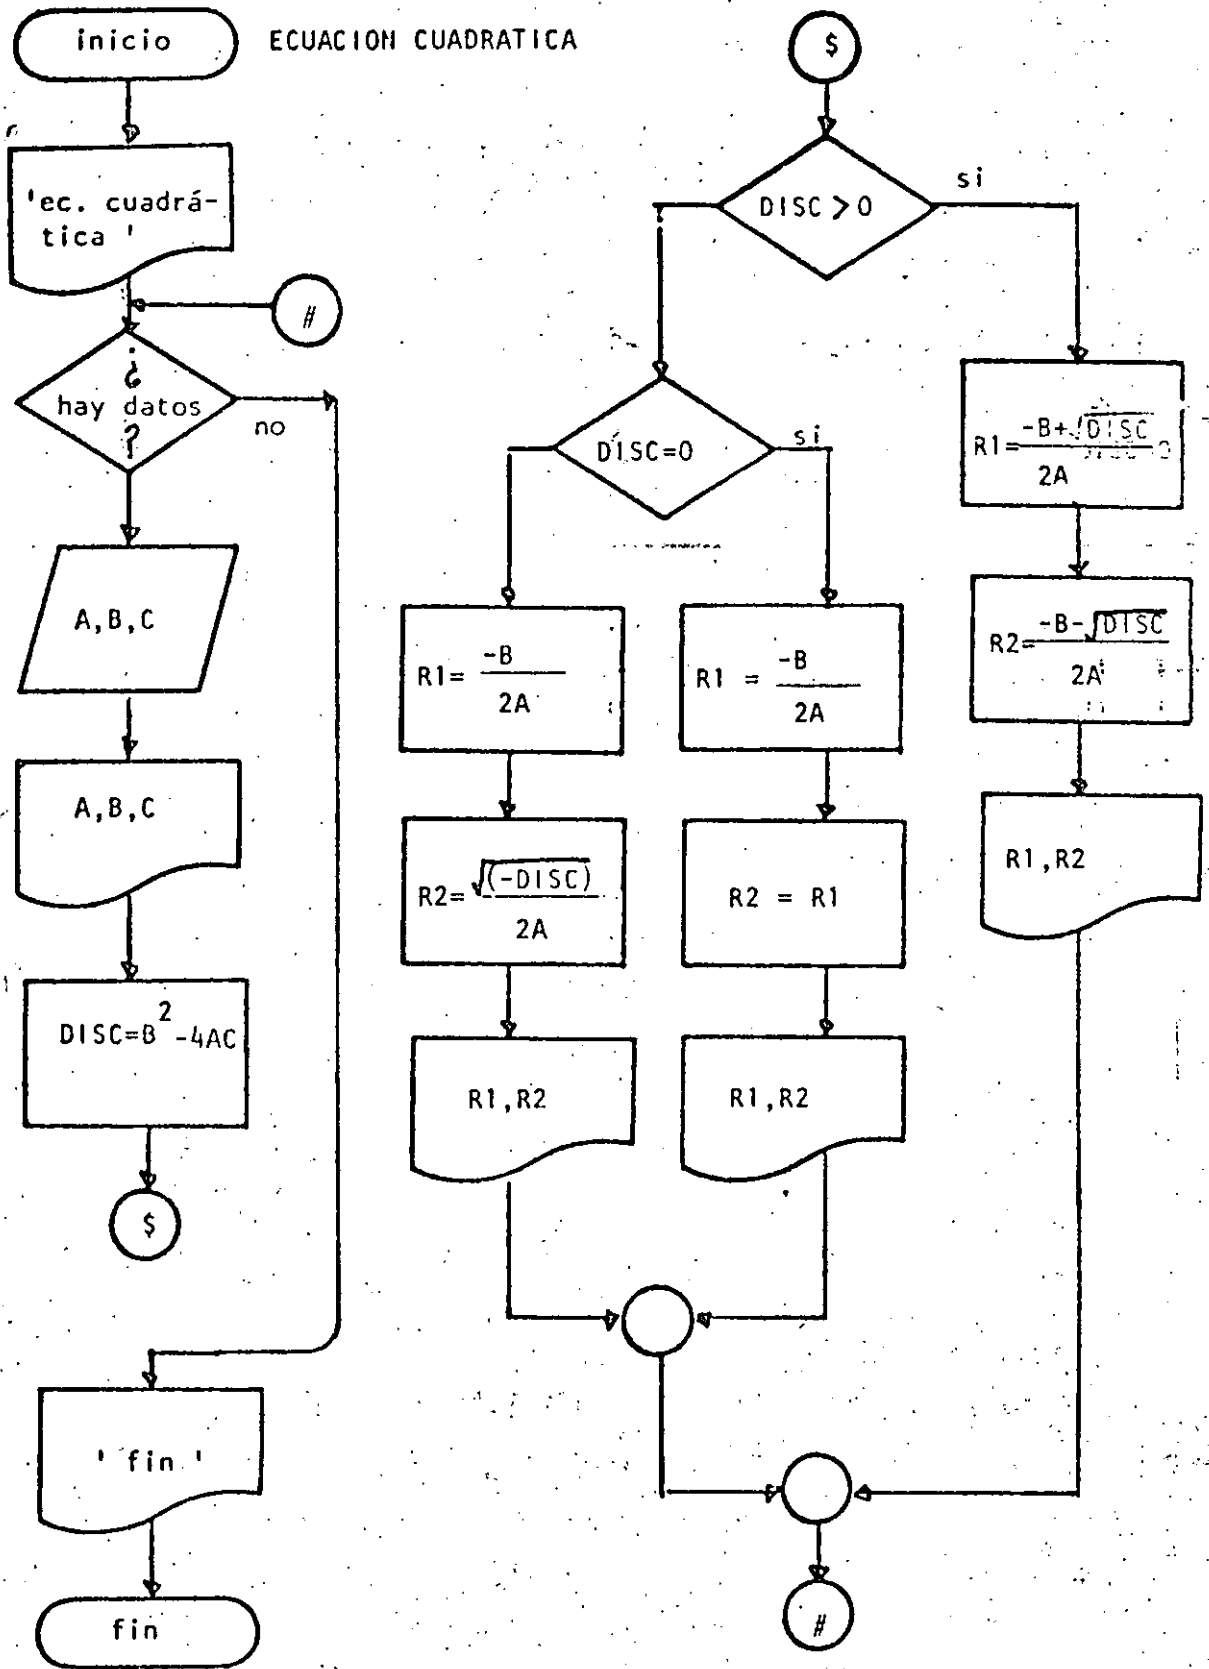 inicio
ECUACION CUADRATICA
'ec. cuadrá-
tica '
#
¿
hay datos
?
no
A,B,C
A,B,C
DISC=B²-4AC
$
' fin '
fin
$
DISC > 0
si
DISC=0
si
R1= -B
2A
R2= √(-DISC)
2A
R1,R2
R1 = -B
2A
R2 = R1
R1,R2
R1= -B+√DISC
2A
R2= -B-√DISC
2A
R1,R2
#